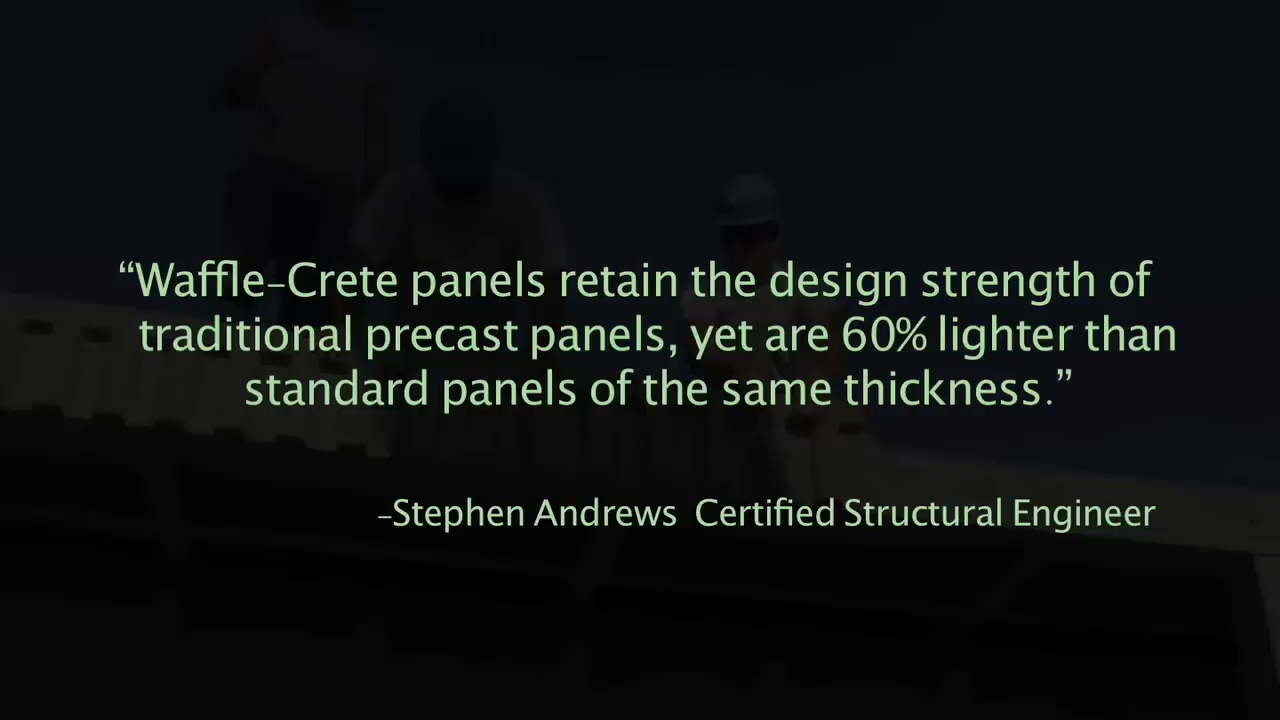 “Waffle–Crete panels retain the design strength of
traditional precast panels, yet are 60% lighter than
standard panels of the same thickness.”
–Stephen Andrews  Certified Structural Engineer